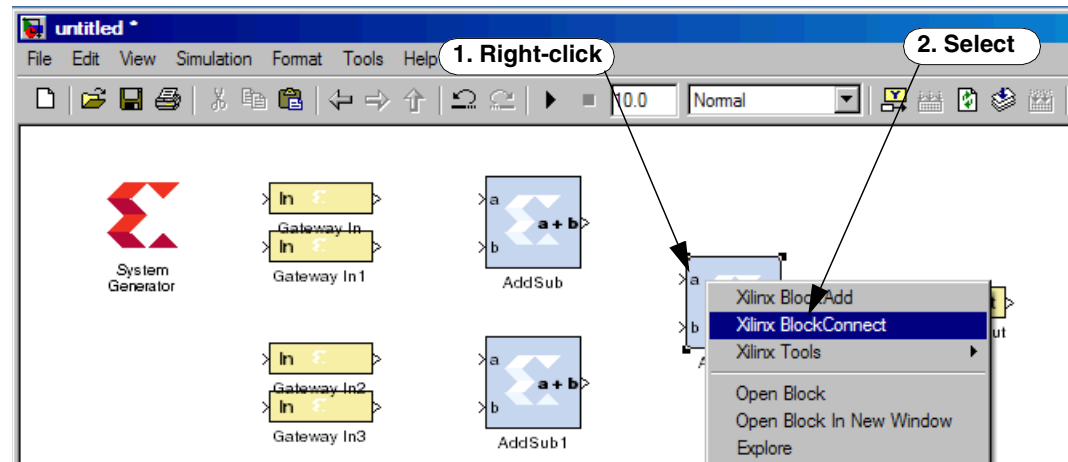 untitled *
File Edit View Simulation Format Tools Help
1. Right-click
2. Select
10.0 Normal
In
Gateway In
In
Gateway In1
a
b
a + b
AddSub
System
Generator
a
b
Xilinx BlockAdd
Xilinx BlockConnect
Xilinx Tools
Open Block
Open Block In New Window
Explore
ut
In
Gateway In2
In
Gateway In3
a
b
a + b
AddSub1